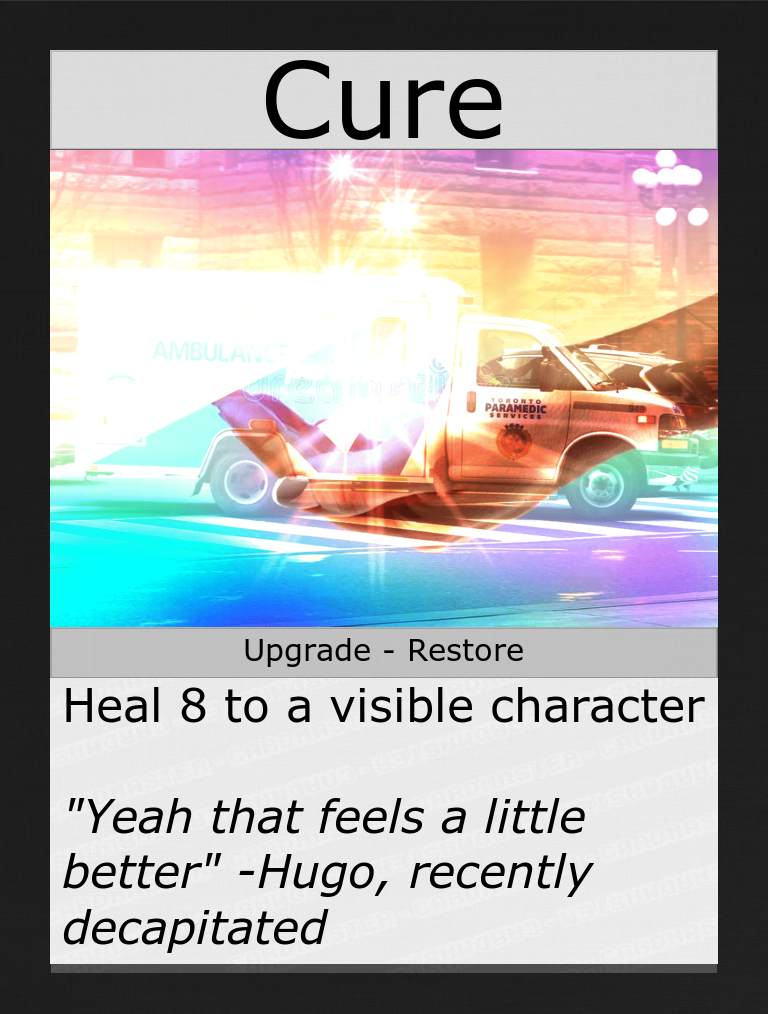 Cure
AMBULANCE
TORONTO
PARAMEDIC
SERVICES
Upgrade - Restore
Heal 8 to a visible character
"Yeah that feels a little
better" -Hugo, recently
decapitated